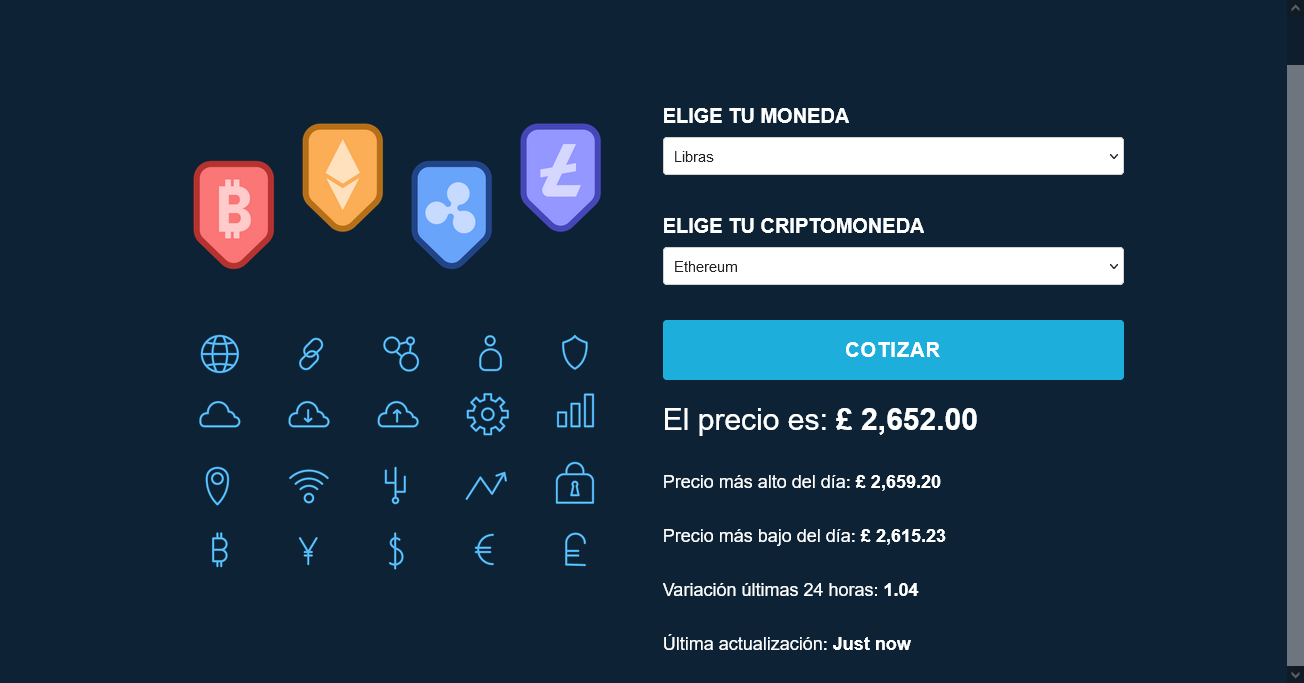 ELIGE TU MONEDA
Libras
ELIGE TU CRIPTOMONEDA
Ethereum
COTIZAR
El precio es: £ 2,652.00
Precio más alto del día: £ 2,659.20
Precio más bajo del día: £ 2,615.23
Variación últimas 24 horas: 1.04
Última actualización: Just now